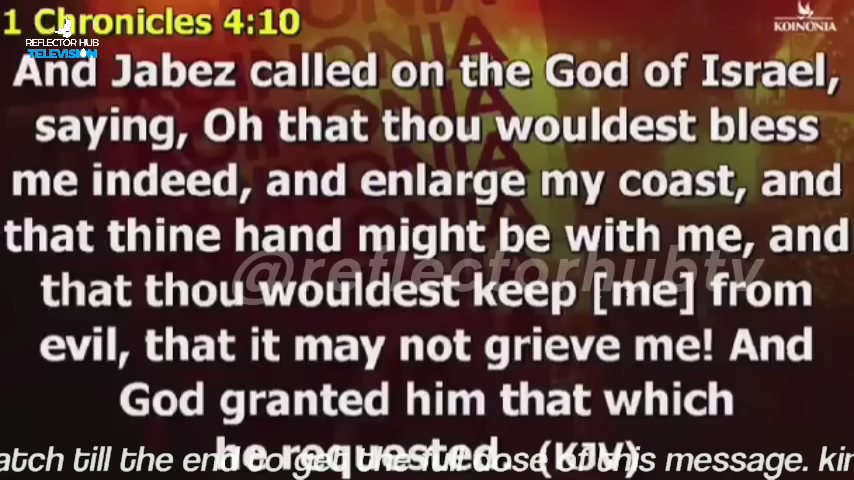 1 Chronicles 4:10
KOINONIA
REFLECTOR HUB
TELEVISION
And Jabez called on the God of Israel,
saying, Oh that thou wouldest bless
me indeed, and enlarge my coast, and
that thine hand might be with me, and
@reflectorhubtv
that thou wouldest keep [me] from
evil, that it may not grieve me! And
God granted him that which
he requested. (KJV)
atch till the end to get the full dose of this message. kin